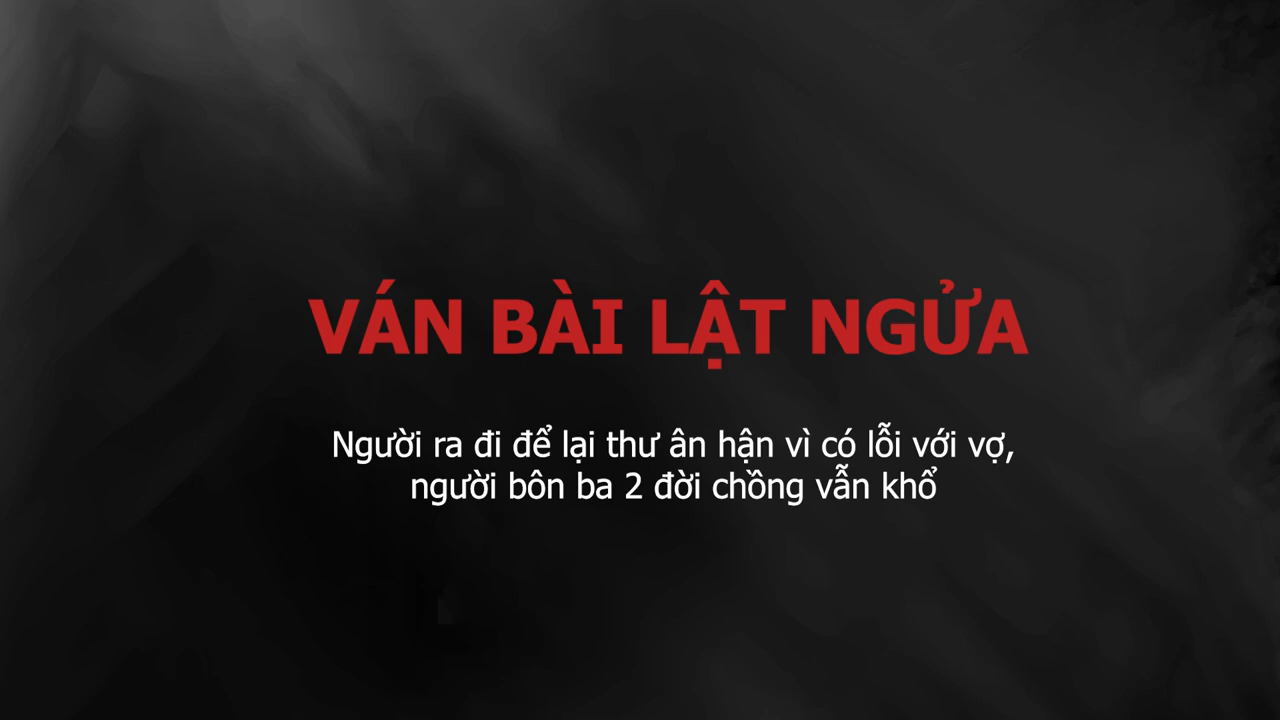 VÁN BÀI LẬT NGỬA
Người ra đi để lại thư ân hận vì có lỗi với vợ,
người bôn ba 2 đời chồng vẫn khổ